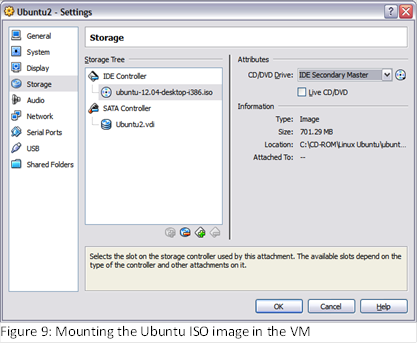 Ubuntu2 - Settings
General
System
Display
Storage
Audio
Network
Serial Ports
USB
Shared Folders
Storage
Storage Tree
IDE Controller
ubuntu-12.04-desktop-i386.iso
SATA Controller
Ubuntu2.vdi
Attributes
CD/DVD Drive: IDE Secondary Master
Live CD/DVD
Information
Type: Image
Size: 701.29 MB
Location: C:\CD-ROM\Linux Ubuntu\ubunt...
Attached To: --
Selects the slot on the storage controller used by this attachment. The available slots depend on
the type of the controller and other attachments on it.
OK Cancel Help
Figure 9: Mounting the Ubuntu ISO image in the VM